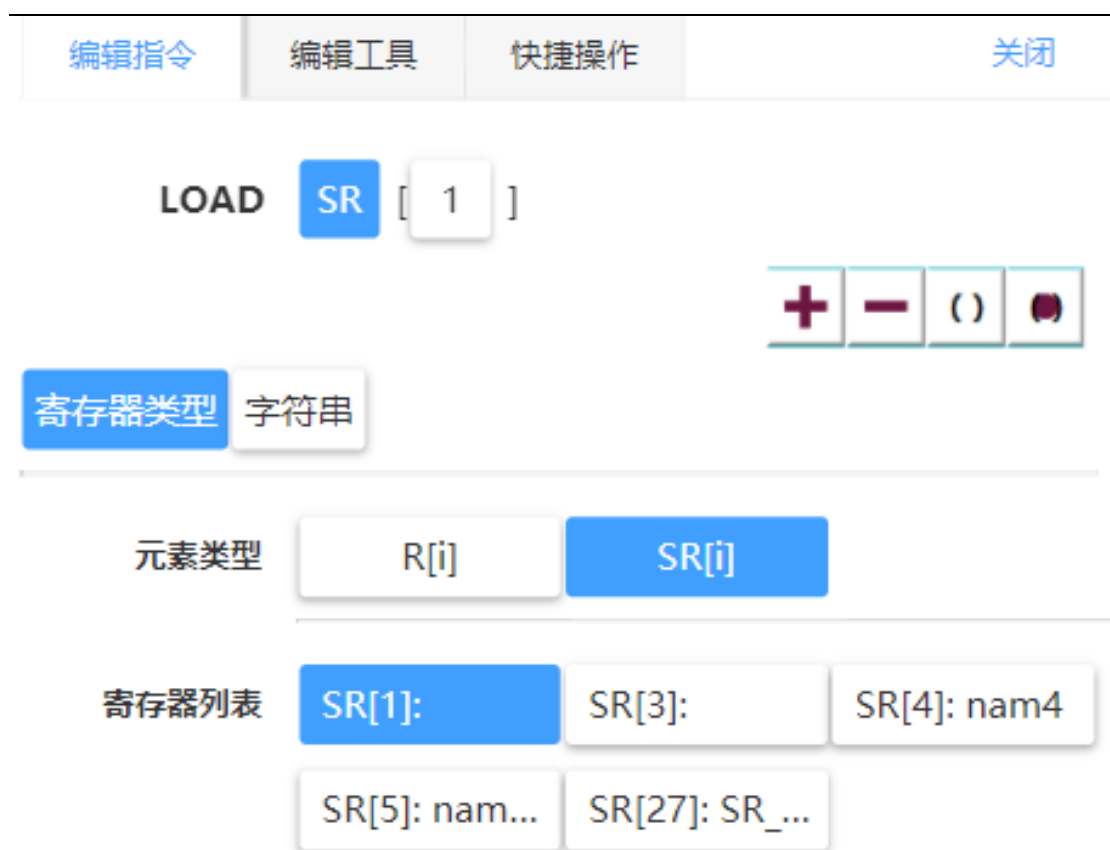 编辑指令 编辑工具 快捷操作 关闭
LOAD SR [ 1 ]
+ − ( ) (●)
寄存器类型 字符串
元素类型 R[i] SR[i]
寄存器列表 SR[1]: SR[3]: SR[4]: nam4
SR[5]: nam... SR[27]: SR_...